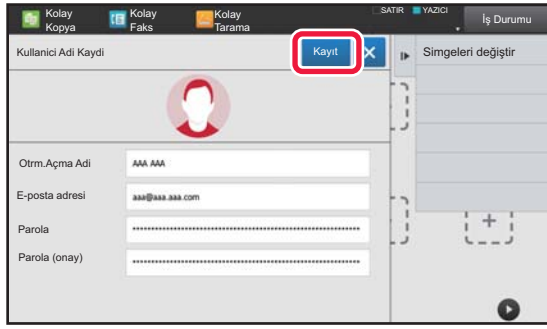 Kolay
Kopya
Kolay
Faks
Kolay
Tarama
SATIR
YAZICI
İş Durumu
Kullanici Adi Kaydi
Kayıt
Simgeleri değiştir
Otrm.Açma Adi
AAA AAA
E-posta adresi
aaa@aaa.aaa.com
Parola
Parola (onay)